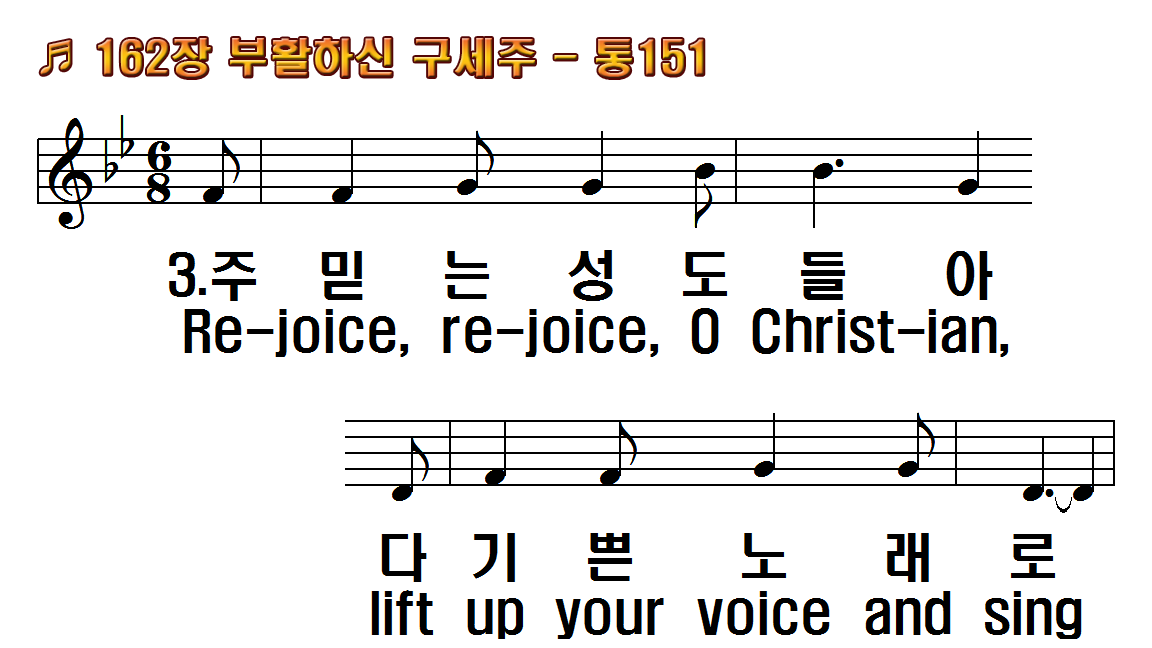 ♬ 162장 부활하신 구세주 - 통151
6
8
3.주 믿 는 성 도 들 아
Re-joice, re-joice, O Christ-ian,
다 기 쁜 노 래 로
lift up your voice and sing